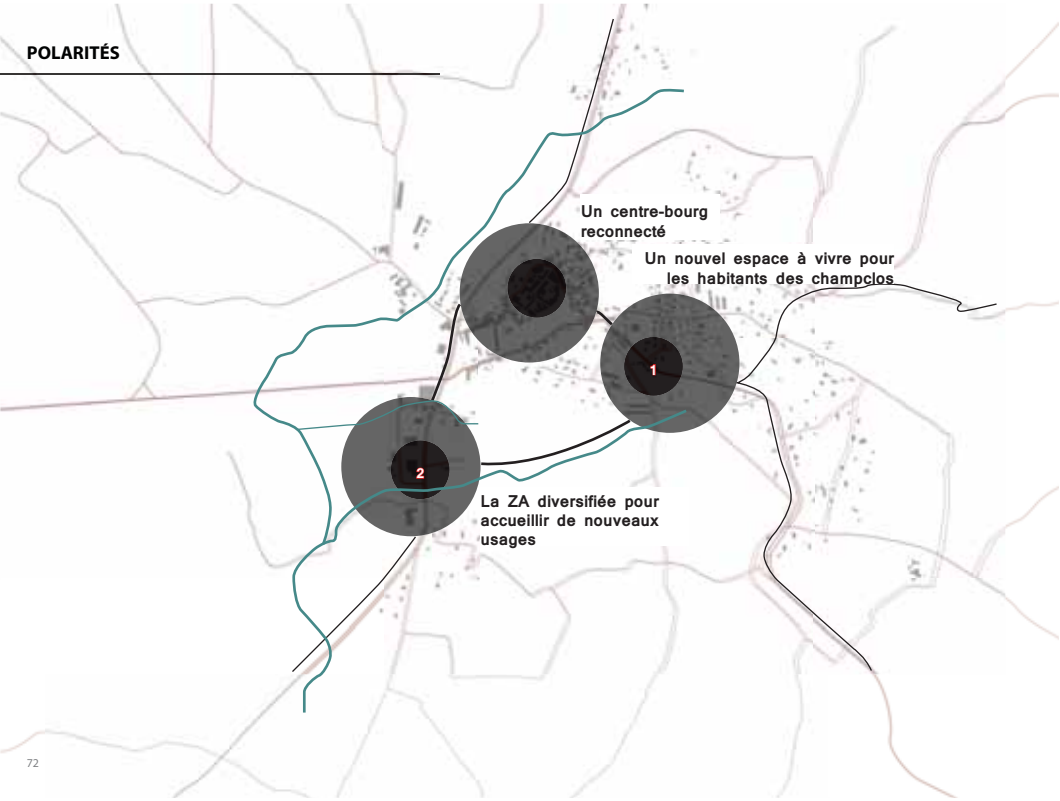 POLARITÉS
Un centre-bourg
reconnecté
Un nouvel espace à vivre pour
les habitants des champclos
1
2
La ZA diversifiée pour
accueillir de nouveaux
usages
72